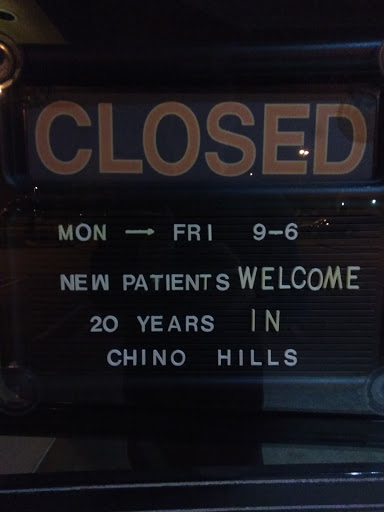 CLOSED
MON → FRI 9-6
NEW PATIENTS WELCOME
20 YEARS IN
CHINO HILLS